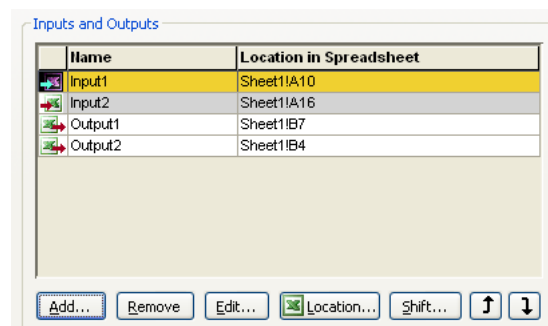 Inputs and Outputs
Name Location in Spreadsheet
Input1 Sheet1!A10
Input2 Sheet1!A16
Output1 Sheet1!B7
Output2 Sheet1!B4
Add... Remove Edit... Location... Shift...